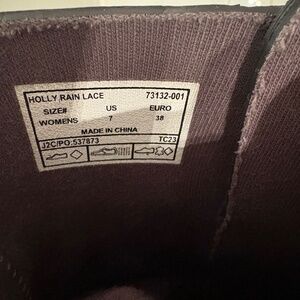 HOLLY RAIN LACE 73132-001
SIZE# US EURO
WOMENS 7 38
MADE IN CHINA
J2C/PO:537873 TC23